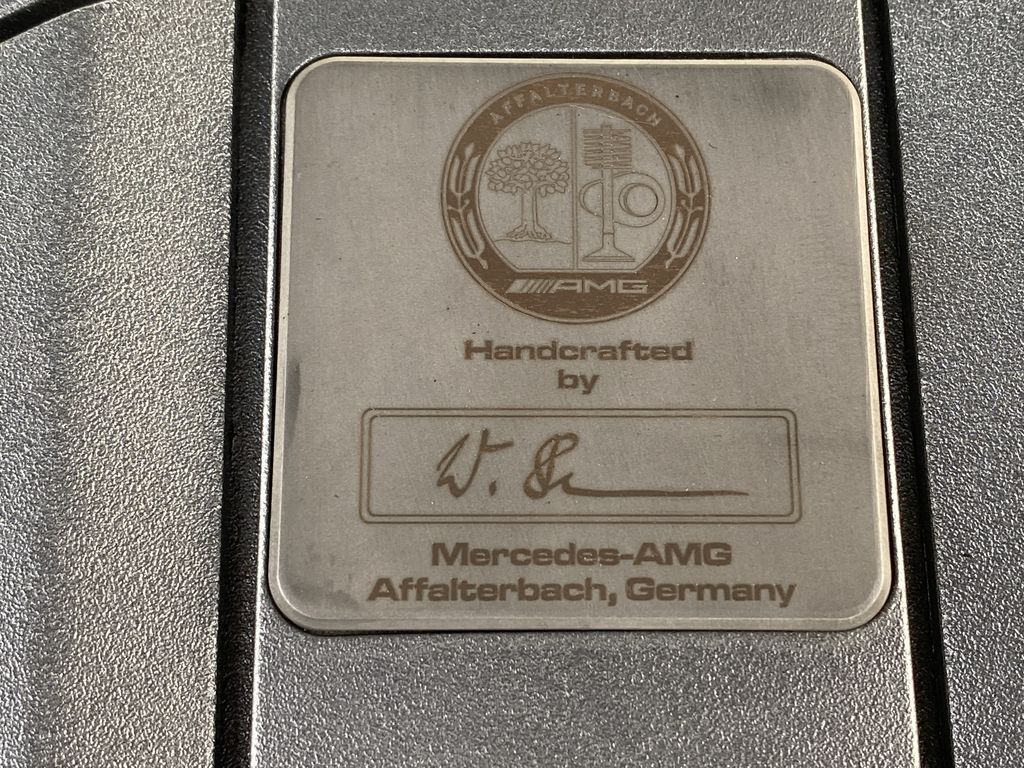 AFFALTERBACH
AMG
Handcrafted
by
Mercedes-AMG
Affalterbach, Germany